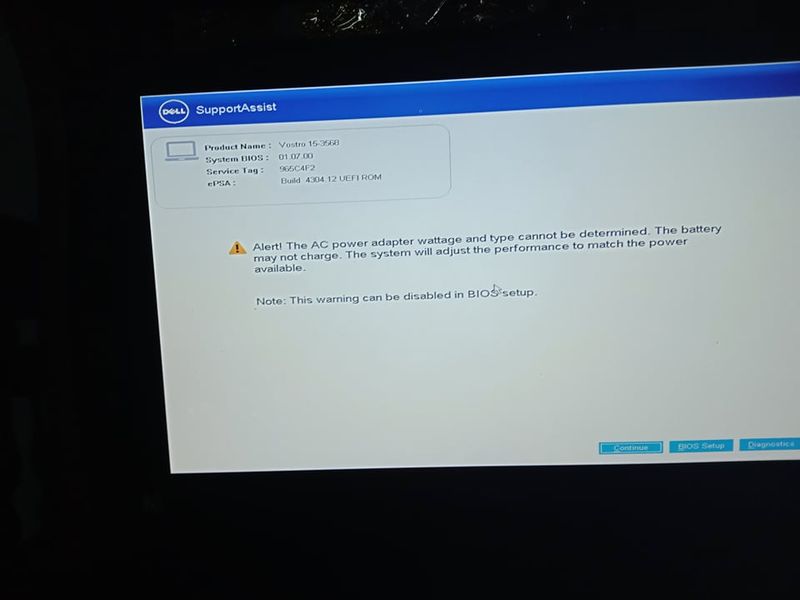 DELL SupportAssist
Product Name : Vostro 15-3568
System BIOS : 01.07.00
Service Tag : 965C4F2
ePSA : Build 4304.12 UEFI ROM
Alert! The AC power adapter wattage and type cannot be determined. The battery
may not charge. The system will adjust the performance to match the power
available.
Note: This warning can be disabled in BIOS setup.
Continue BIOS Setup Diagnostics